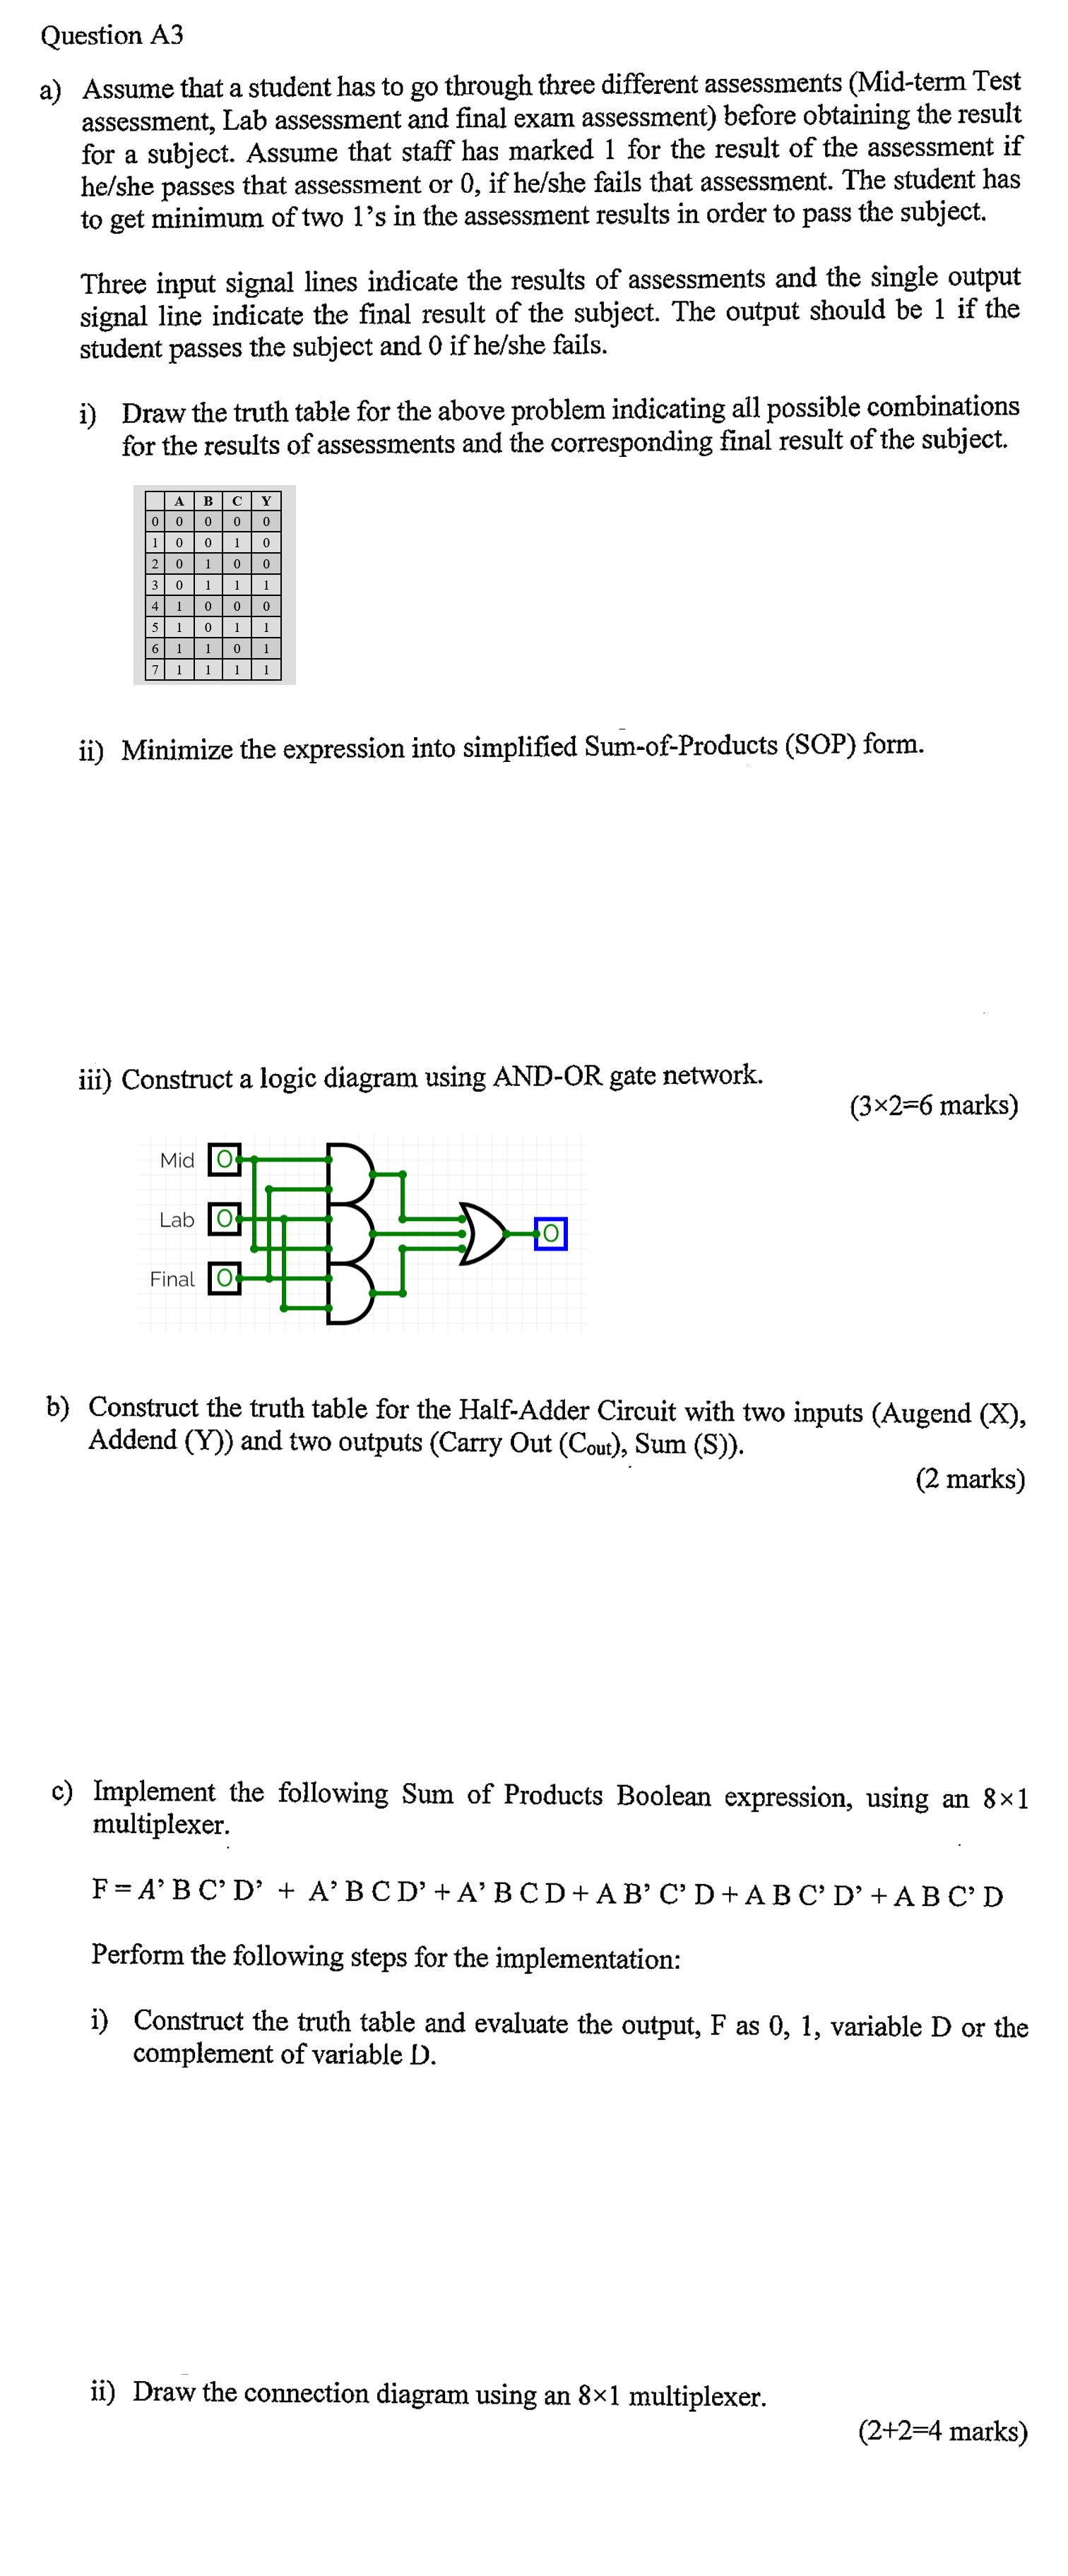 Question A3
a) Assume that a student has to go through three different assessments (Mid-term Test
assessment, Lab assessment and final exam assessment) before obtaining the result
for a subject. Assume that staff has marked 1 for the result of the assessment if
he/she passes that assessment or 0, if he/she fails that assessment. The student has
to get minimum of two 1's in the assessment results in order to pass the subject.
Three input signal lines indicate the results of assessments and the single output
signal line indicate the final result of the subject. The output should be 1 if the
student passes the subject and 0 if he/she fails.
i) Draw the truth table for the above problem indicating all possible combinations
for the results of assessments and the corresponding final result of the subject.
A B C Y
0 0 0 0 0
1 0 0 1 0
2 0 1 0 0
3 0 1 1 1
4 1 0 0 0
5 1 0 1 1
6 1 1 0 1
7 1 1 1 1
ii) Minimize the expression into simplified Sum-of-Products (SOP) form.
iii) Construct a logic diagram using AND-OR gate network.
(3×2=6 marks)
Mid 0
Lab 0
0
Final 0
b) Construct the truth table for the Half-Adder Circuit with two inputs (Augend (X),
Addend (Y)) and two outputs (Carry Out (Cout), Sum (S)).
(2 marks)
c) Implement the following Sum of Products Boolean expression, using an 8×1
multiplexer.
F = A' B C' D' + A' B C D' + A' B C D + A B' C' D + A B C' D' + A B C' D
Perform the following steps for the implementation:
i) Construct the truth table and evaluate the output, F as 0, 1, variable D or the
complement of variable D.
ii) Draw the connection diagram using an 8×1 multiplexer.
(2+2=4 marks)